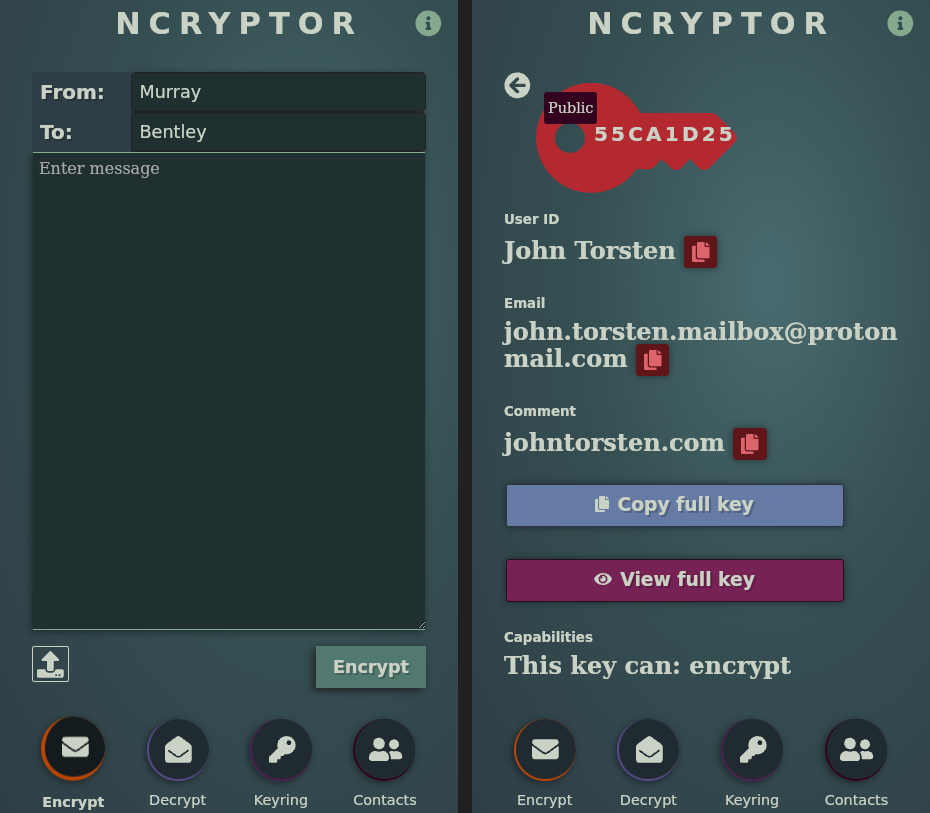 NCRYPTOR
From: Murray
To: Bentley
Enter message
Encrypt
Encrypt Decrypt Keyring Contacts
NCRYPTOR
Public
55CA1D25
User ID
John Torsten
Email
john.torsten.mailbox@proton
mail.com
Comment
johntorsten.com
Copy full key
View full key
Capabilities
This key can: encrypt
Encrypt Decrypt Keyring Contacts